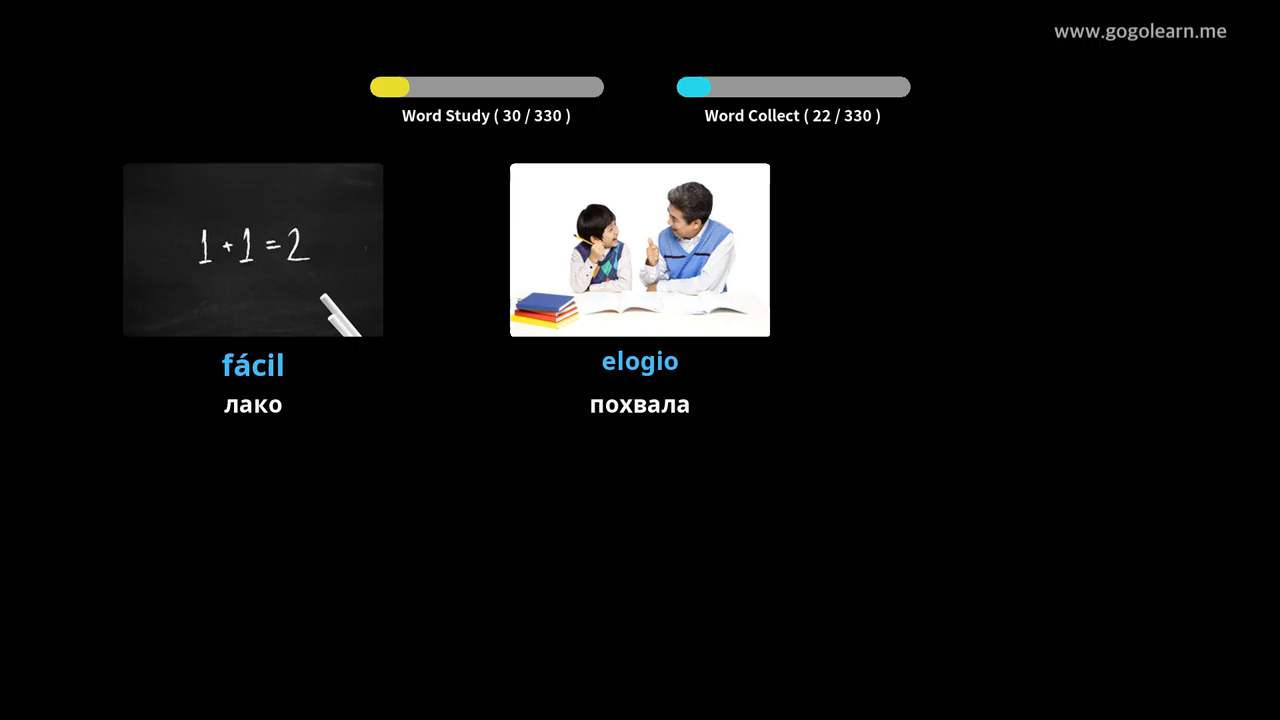 www.gogolearn.me
Word Study ( 30 / 330 )
Word Collect ( 22 / 330 )
1 + 1 = 2
fácil
elogio
лако
похвала